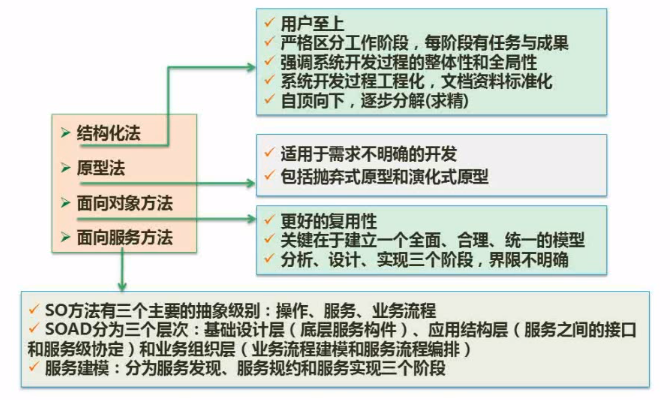 用户至上
严格区分工作阶段，每阶段有任务与成果
强调系统开发过程的整体性和全局性
系统开发过程工程化，文档资料标准化
自顶向下，逐步分解(求精)
结构化法
原型法
面向对象方法
面向服务方法
适用于需求不明确的开发
包括抛弃式原型和演化式原型
更好的复用性
关键在于建立一个全面、合理、统一的模型
分析、设计、实现三个阶段，界限不明确
SO方法有三个主要的抽象级别：操作、服务、业务流程
SOAD分为三个层次：基础设计层（底层服务构件）、应用结构层（服务之间的接口
和服务级协定）和业务组织层（业务流程建模和服务流程编排）
服务建模：分为服务发现、服务规约和服务实现三个阶段